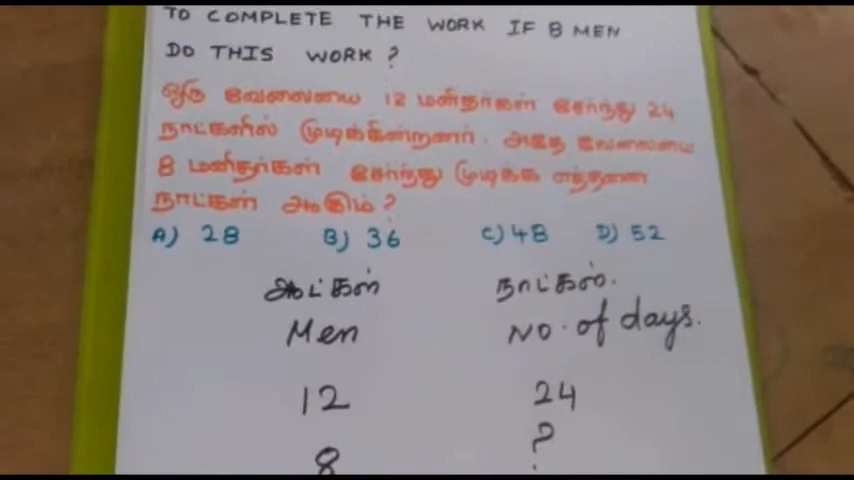 TO COMPLETE THE WORK IF 8 MEN
DO THIS WORK ?
ஒரு வேலையை 12 மனிதர்கள் சேர்ந்து 24
நாட்களில் முடிக்கின்றனர். அதே வேலையை
8 மனிதர்கள் சேர்ந்து முடிக்க எத்தனை
நாட்கள் ஆகும் ?
A) 28 B) 36 C) 48 D) 52
ஆட்கள் நாட்கள்.
Men No. of days.
12 24
8 ?